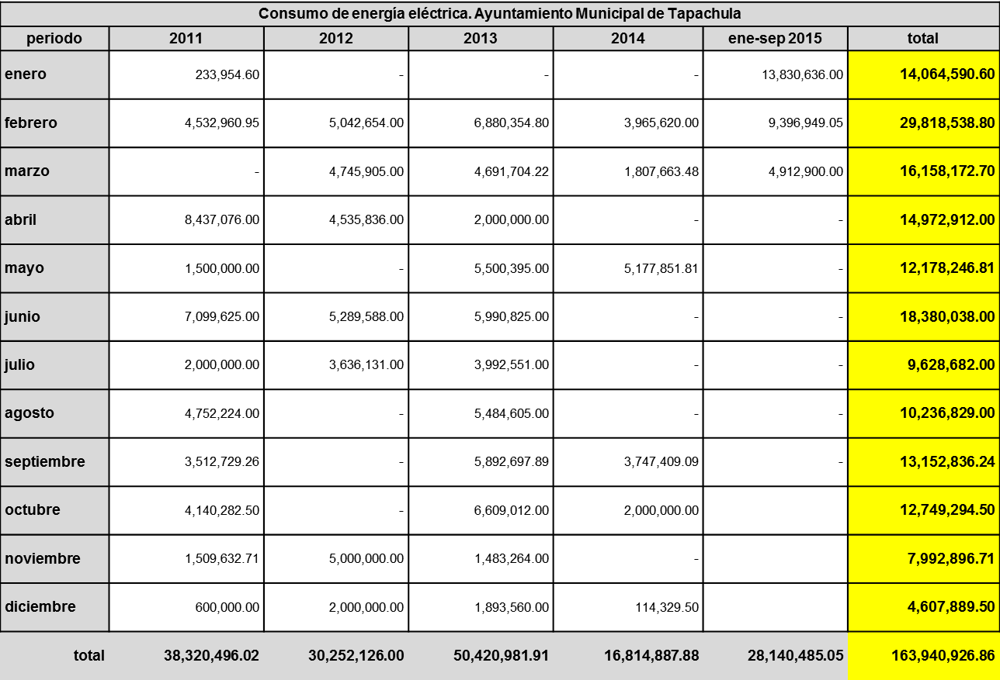 Consumo de energía eléctrica. Ayuntamiento Municipal de Tapachula
periodo 2011 2012 2013 2014 ene-sep 2015 total
enero 233,954.60 - - - 13,830,636.00 14,064,590.60
febrero 4,532,960.95 5,042,654.00 6,880,354.80 3,965,620.00 9,396,949.05 29,818,538.80
marzo - 4,745,905.00 4,691,704.22 1,807,663.48 4,912,900.00 16,158,172.70
abril 8,437,076.00 4,535,836.00 2,000,000.00 - - 14,972,912.00
mayo 1,500,000.00 - 5,500,395.00 5,177,851.81 - 12,178,246.81
junio 7,099,625.00 5,289,588.00 5,990,825.00 - - 18,380,038.00
julio 2,000,000.00 3,636,131.00 3,992,551.00 - - 9,628,682.00
agosto 4,752,224.00 - 5,484,605.00 - - 10,236,829.00
septiembre 3,512,729.26 - 5,892,697.89 3,747,409.09 - 13,152,836.24
octubre 4,140,282.50 - 6,609,012.00 2,000,000.00 12,749,294.50
noviembre 1,509,632.71 5,000,000.00 1,483,264.00 - 7,992,896.71
diciembre 600,000.00 2,000,000.00 1,893,560.00 114,329.50 4,607,889.50
total 38,320,496.02 30,252,126.00 50,420,981.91 16,814,887.88 28,140,485.05 163,940,926.86